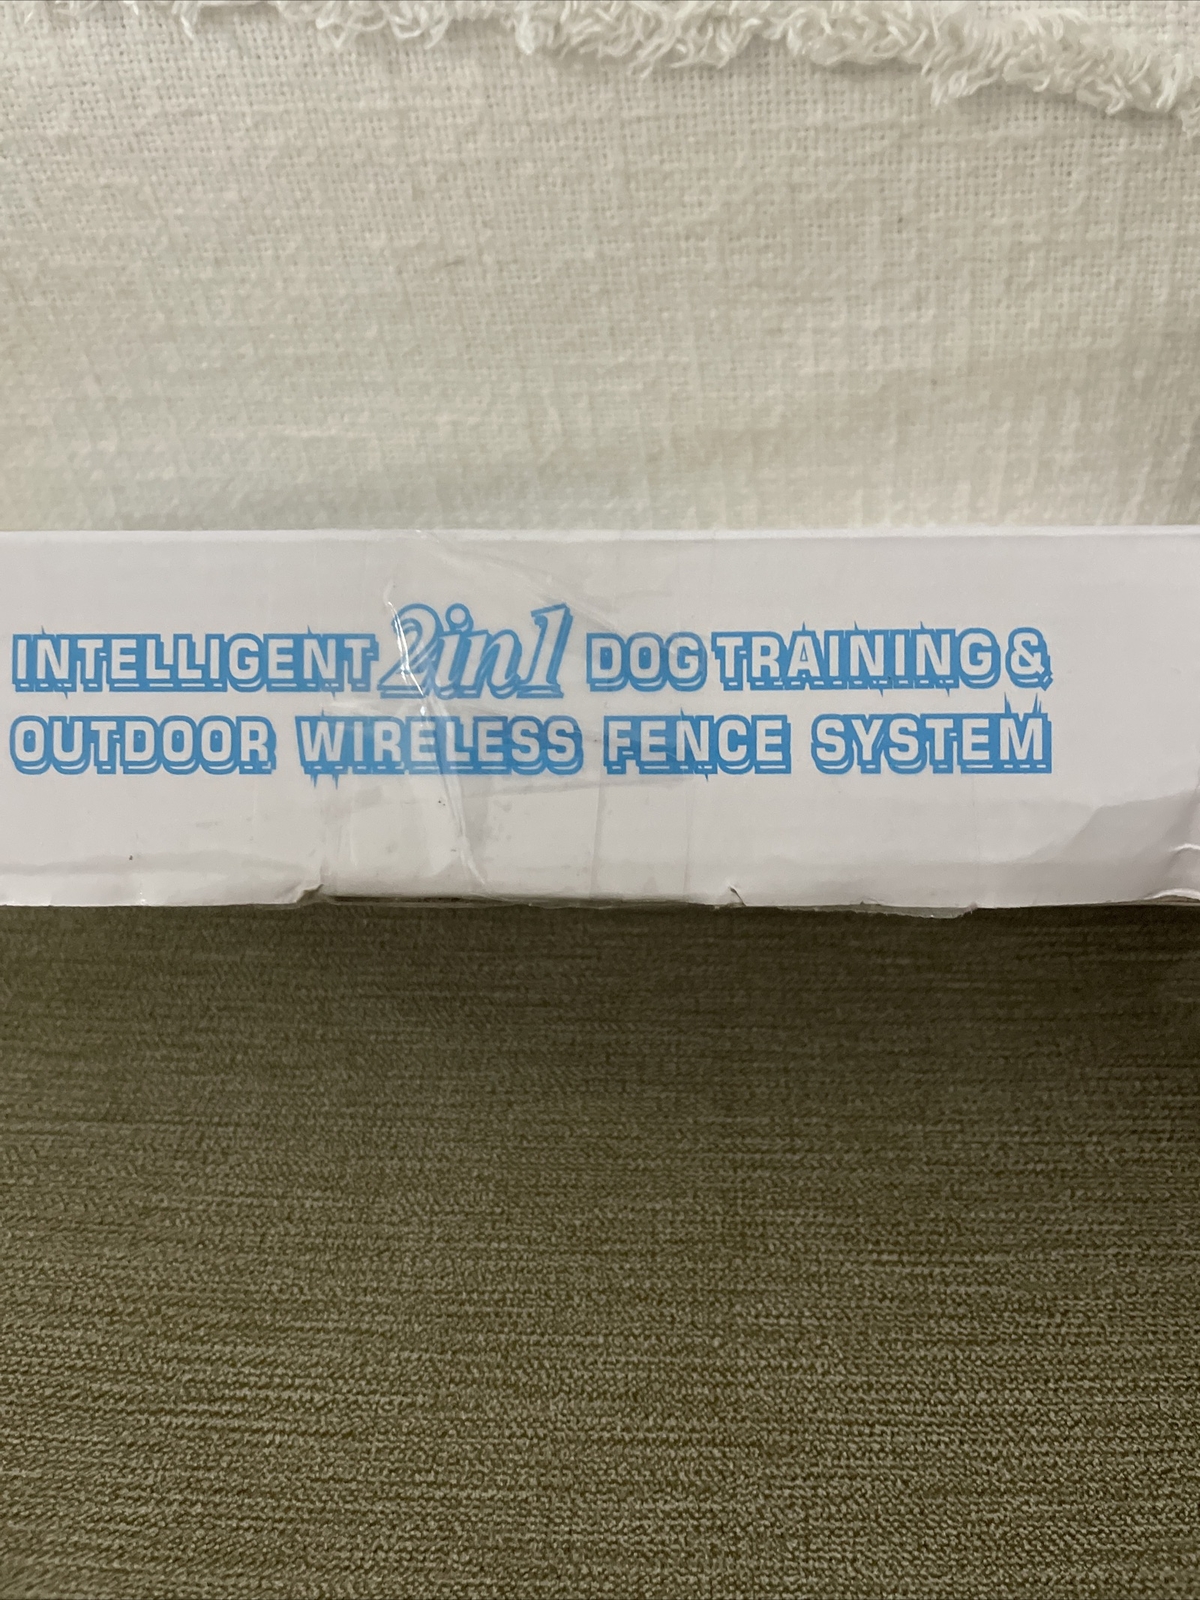 INTELLIGENT 2in1 DOG TRAINING &
OUTDOOR WIRELESS FENCE SYSTEM